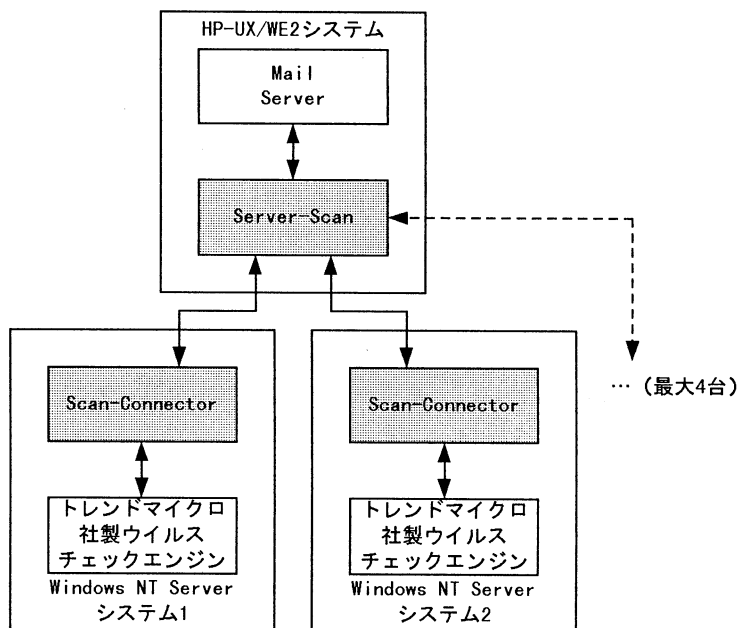 HP-UX/WE2システム
Mail
Server
Server-Scan
Scan-Connector
トレンドマイクロ
社製ウイルス
チェックエンジン
Windows NT Server
システム1
Scan-Connector
トレンドマイクロ
社製ウイルス
チェックエンジン
Windows NT Server
システム2
… (最大4台)